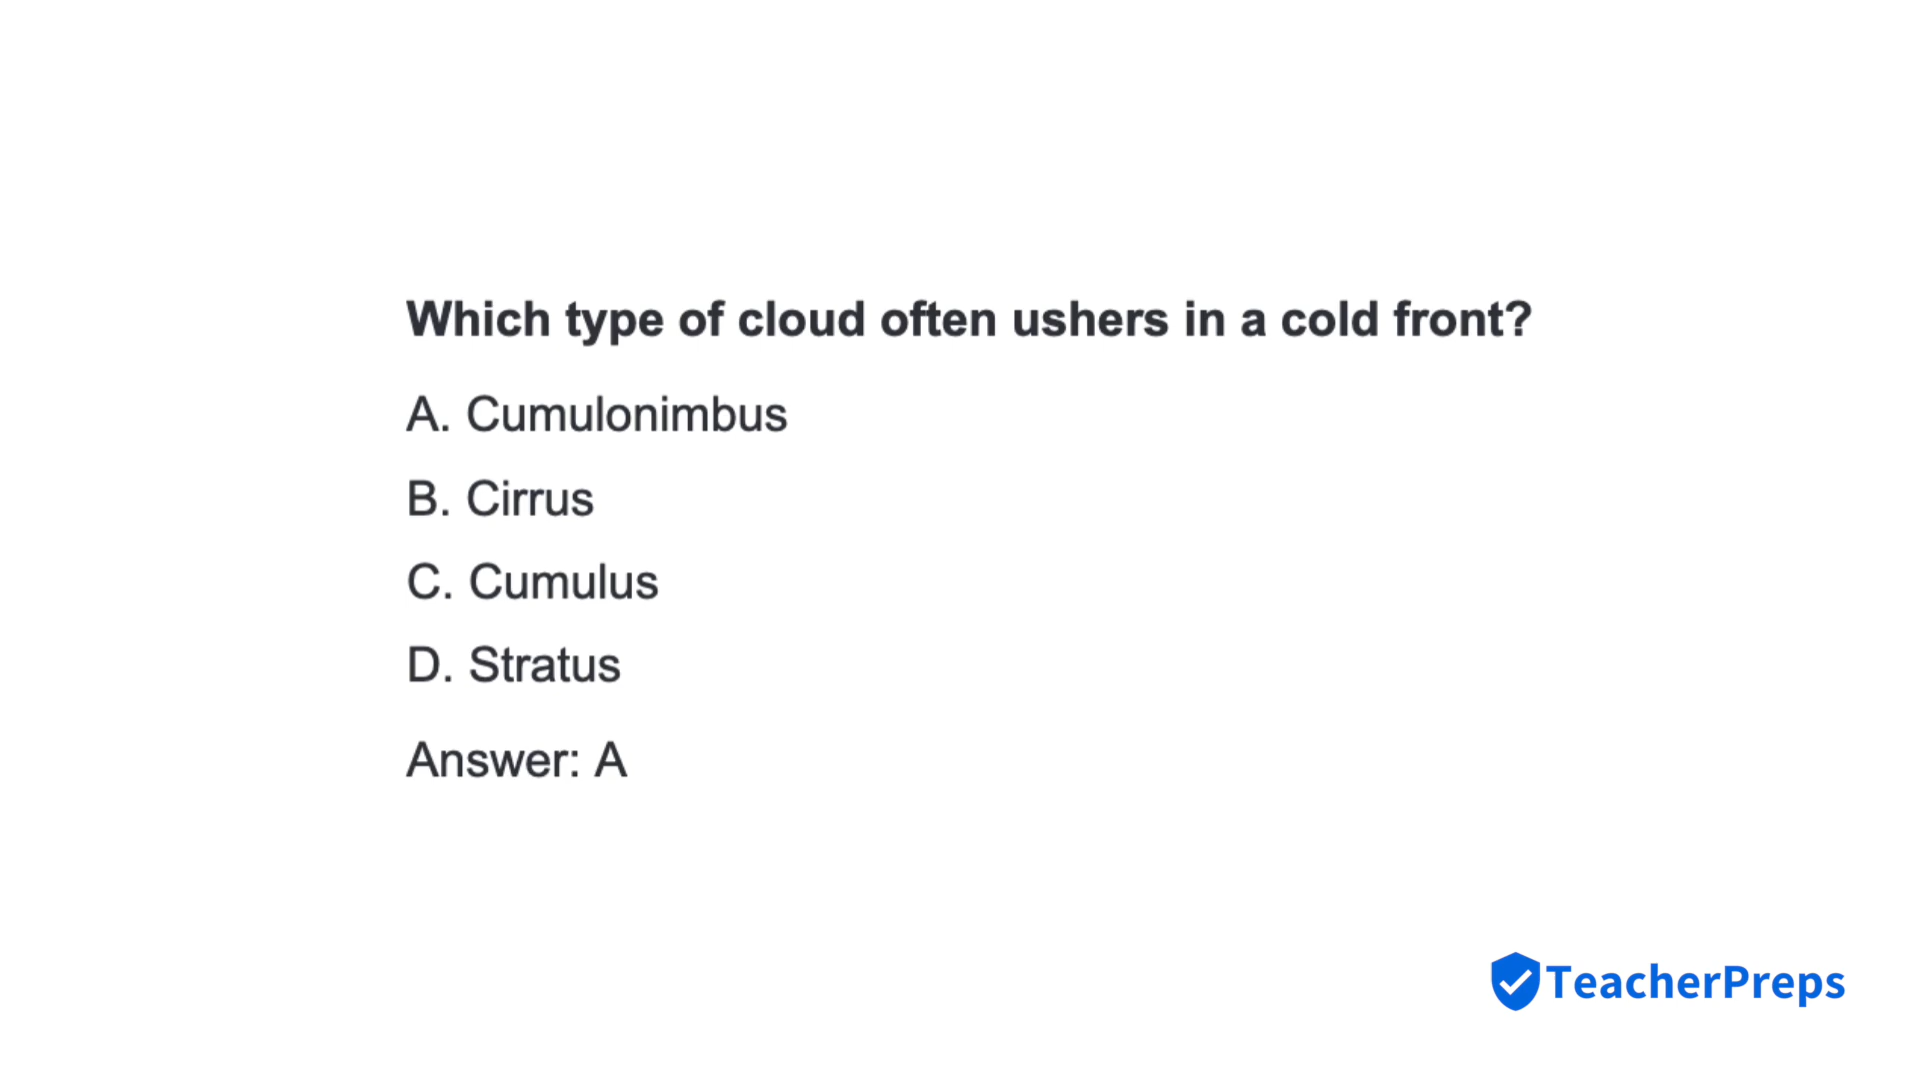 Which type of cloud often ushers in a cold front?
A. Cumulonimbus
B. Cirrus
C. Cumulus
D. Stratus
Answer: A
TeacherPreps